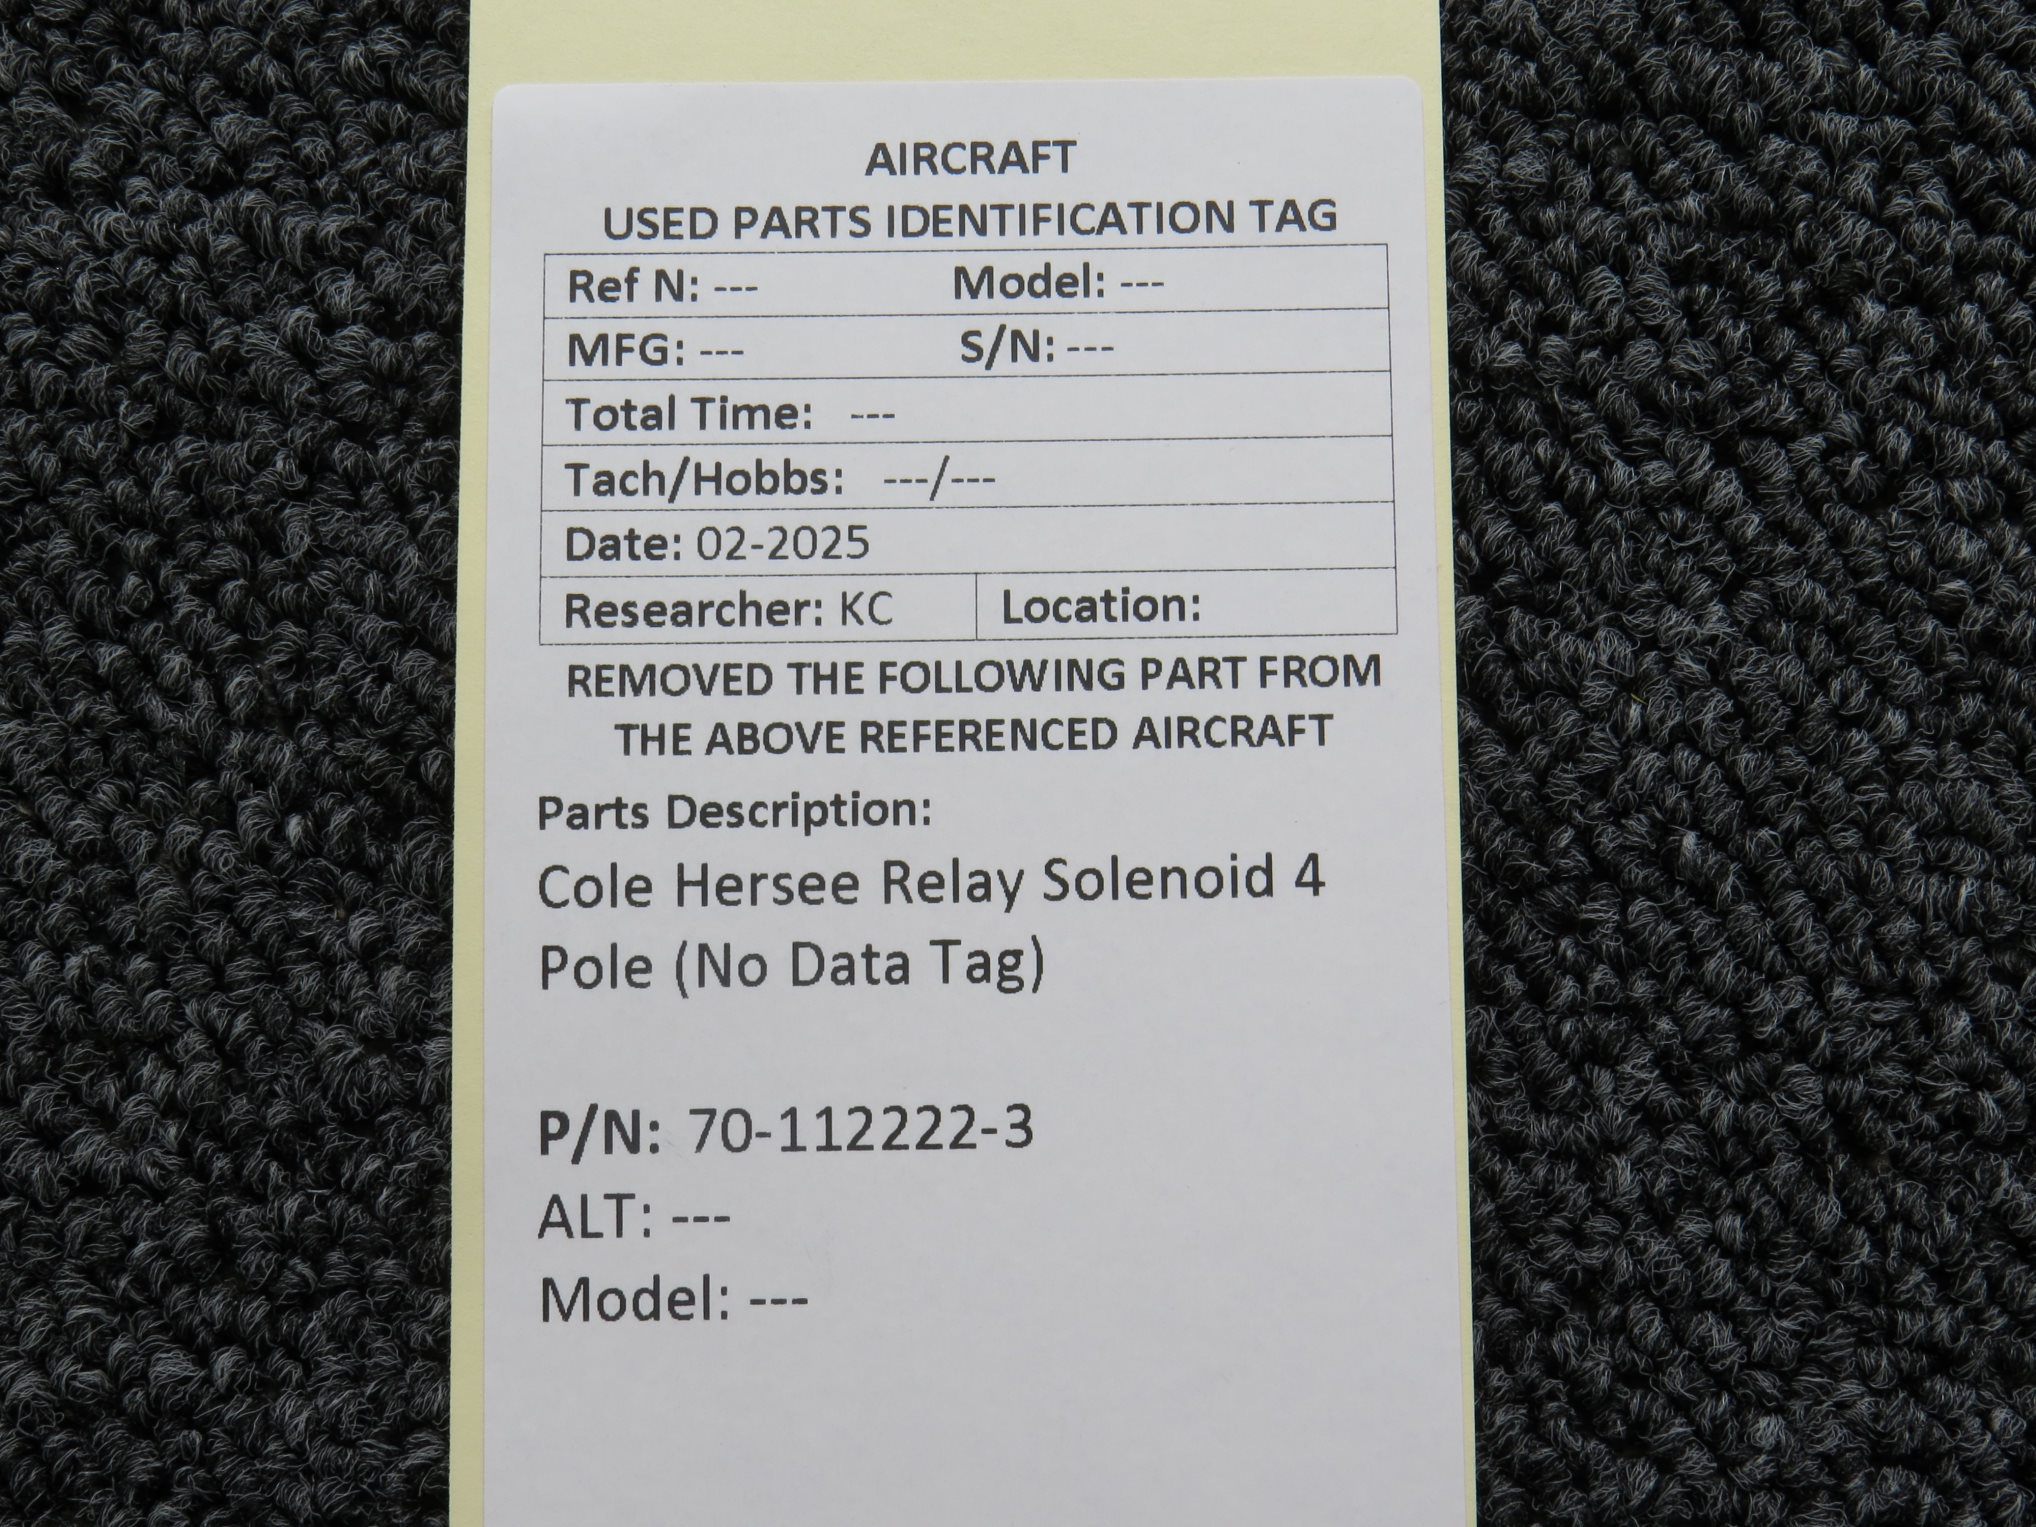 AIRCRAFT
USED PARTS IDENTIFICATION TAG
Ref N: --- Model: ---
MFG: --- S/N: ---
Total Time: ---
Tach/Hobbs: ---/---
Date: 02-2025
Researcher: KC Location:
REMOVED THE FOLLOWING PART FROM
THE ABOVE REFERENCED AIRCRAFT
Parts Description:
Cole Hersee Relay Solenoid 4
Pole (No Data Tag)
P/N: 70-112222-3
ALT: ---
Model: ---